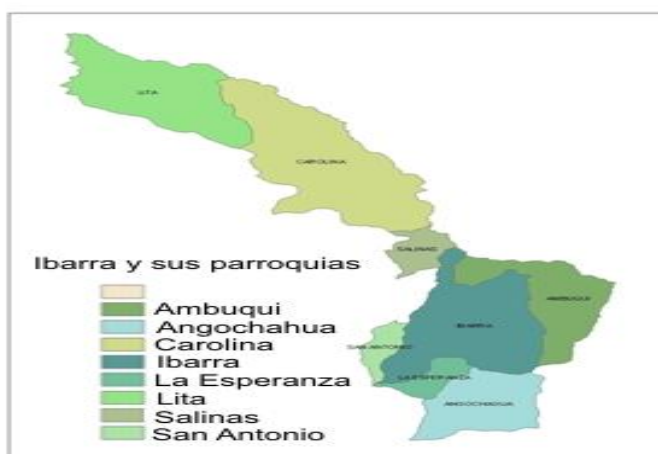 LITA
CAROLINA
SALINAS
Ibarra y sus parroquias
AMBUQUI
Ambuqui
Angochahua
IBARRA
Carolina
SAN ANTONIO
Ibarra
LA ESPERANZA
La Esperanza
Lita
ANGOCHAGUA
Salinas
San Antonio